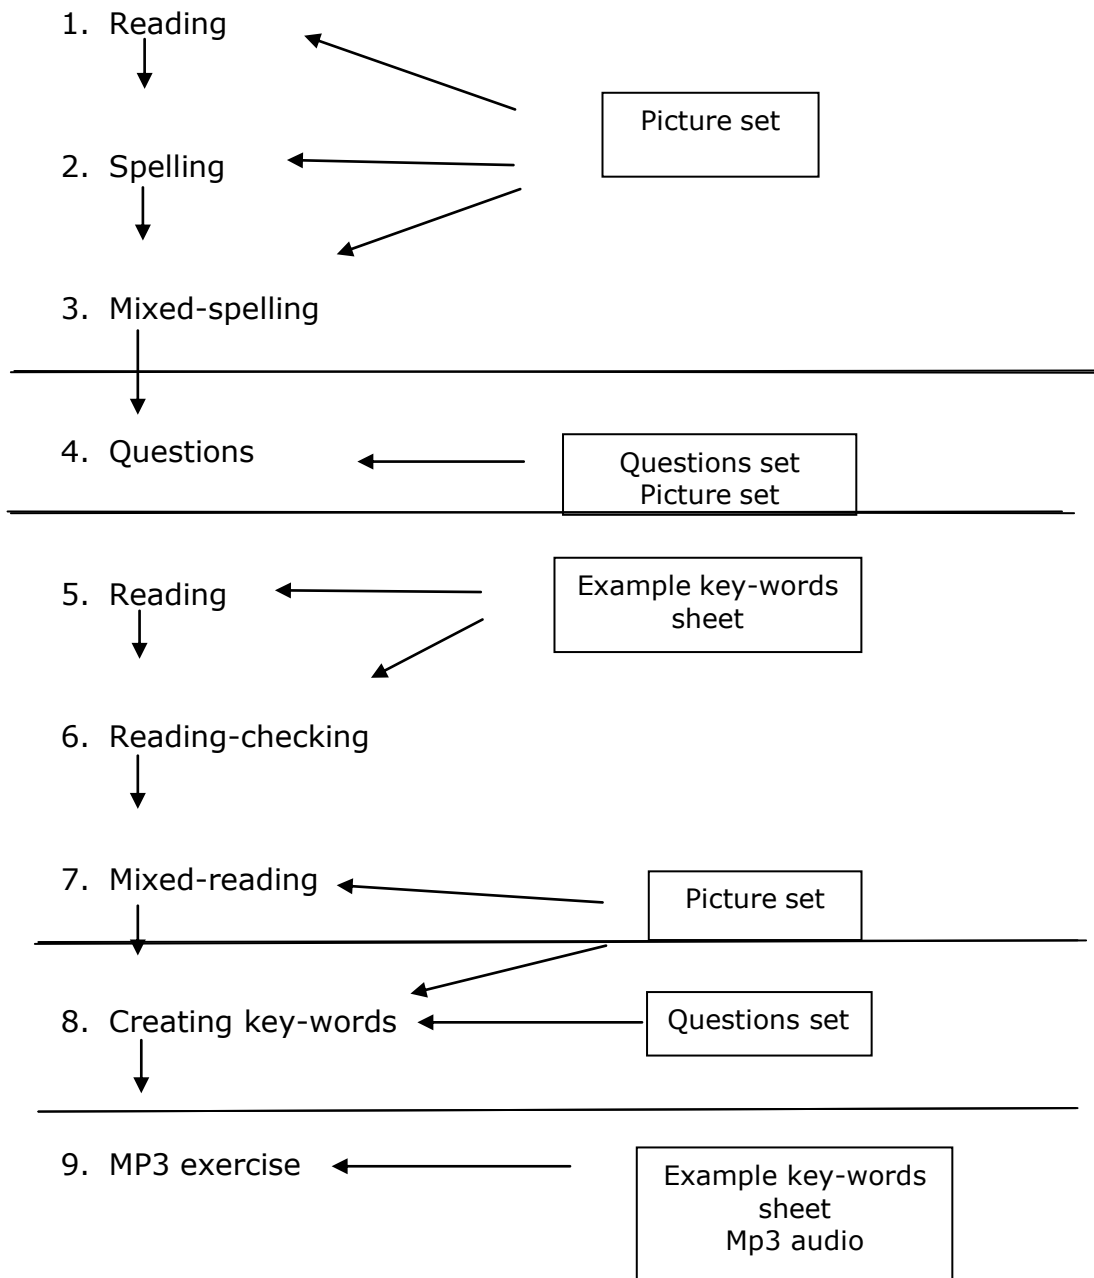 1. Reading
Picture set
2. Spelling
3. Mixed-spelling
4. Questions
Questions set
Picture set
5. Reading
Example key-words
sheet
6. Reading-checking
7. Mixed-reading
Picture set
8. Creating key-words
Questions set
9. MP3 exercise
Example key-words
sheet
Mp3 audio